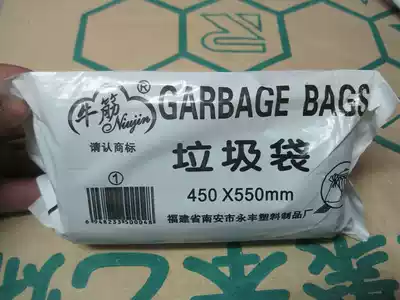 牛筋®
Niujin
GARBAGE BAGS
请认商标
垃圾袋
①
450 X550mm
福建省南安市永丰塑料制品厂